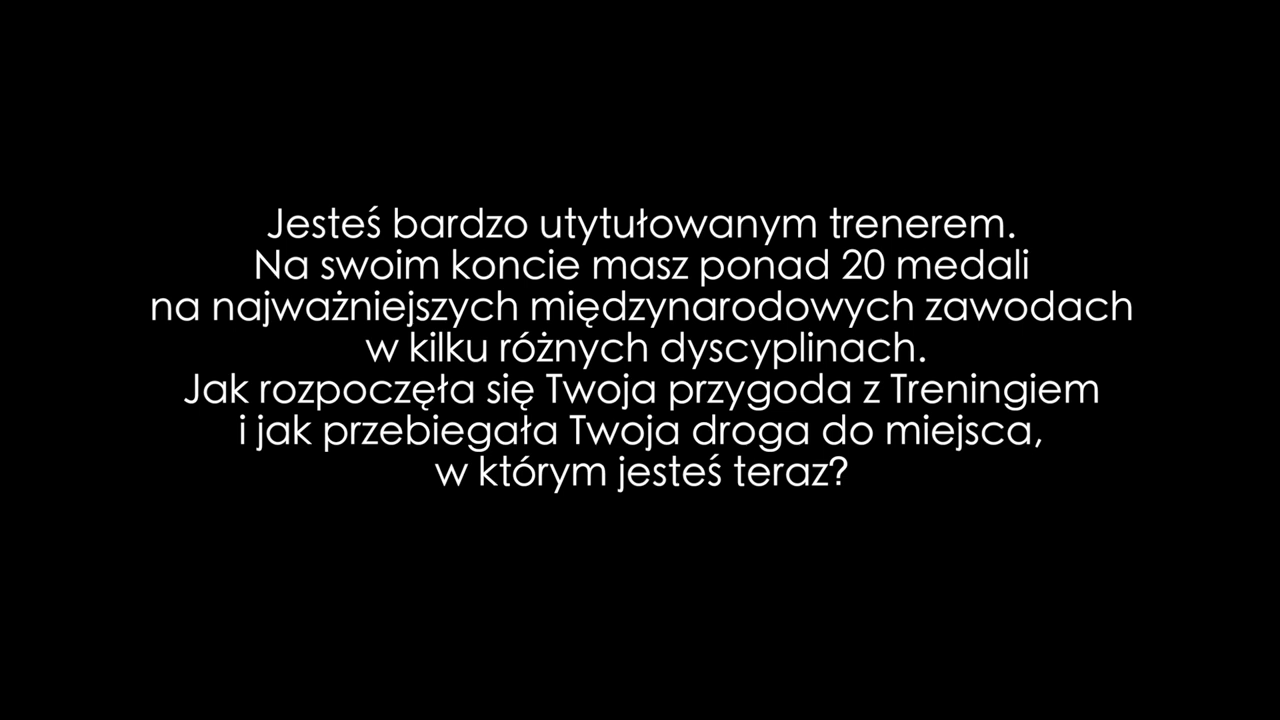 Jesteś bardzo utytułowanym trenerem.
Na swoim koncie masz ponad 20 medali
na najważniejszych międzynarodowych zawodach
w kilku różnych dyscyplinach.
Jak rozpoczęła się Twoja przygoda z Treningiem
i jak przebiegała Twoja droga do miejsca,
w którym jesteś teraz?